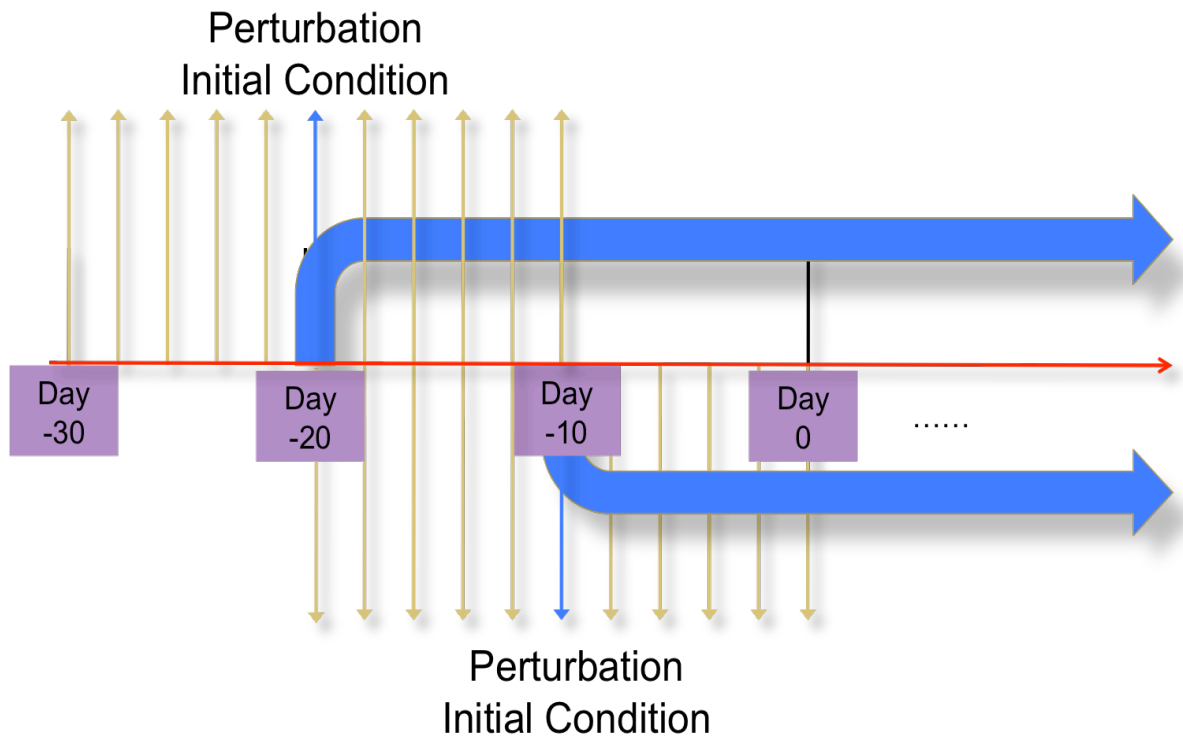 Perturbation
Initial Condition
Day
-30
Day
-20
Day
-10
Day
0
......
Perturbation
Initial Condition